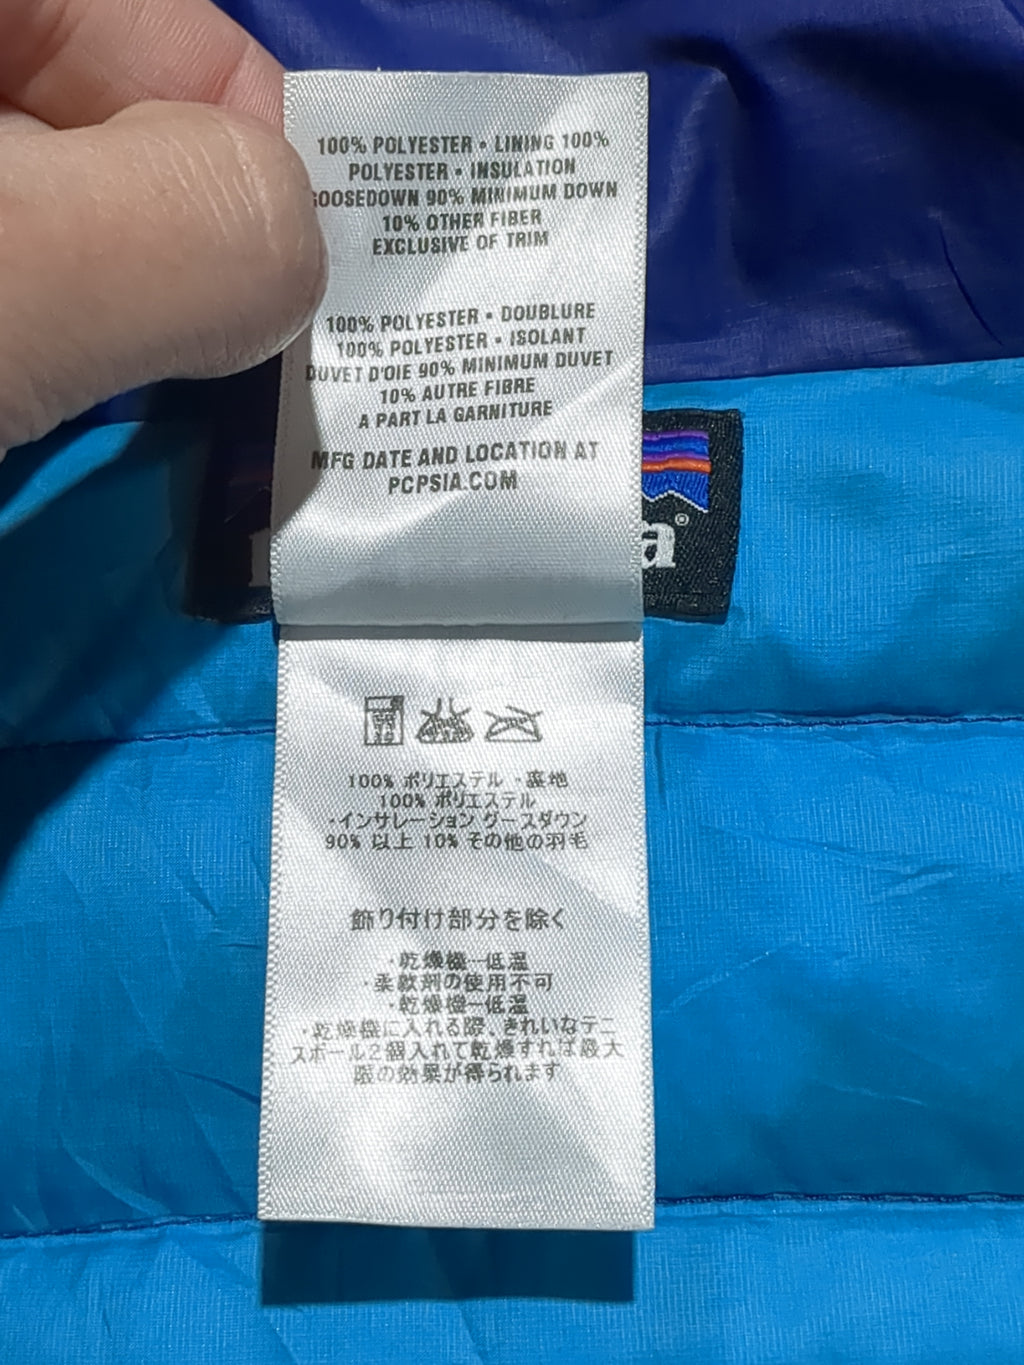 100% POLYESTER • LINING 100%
POLYESTER • INSULATION
GOOSEDOWN 90% MINIMUM DOWN
10% OTHER FIBER
EXCLUSIVE OF TRIM
100% POLYESTER • DOUBLURE
100% POLYESTER • ISOLANT
DUVET D'OIE 90% MINIMUM DUVET
10% AUTRE FIBRE
A PART LA GARNITURE
MFG DATE AND LOCATION AT
PCPSIA.COM
a®
100% ポリエステル ・裏地
100% ポリエステル
・インサレーション グースダウン
90% 以上 10% その他の羽毛
飾り付け部分を除く
・乾燥機−低温
・柔軟剤の使用不可
・乾燥機−低温
・乾燥機に入れる際、きれいなテニ
スボール2個入れて乾燥すれば最大
限の効果が得られます